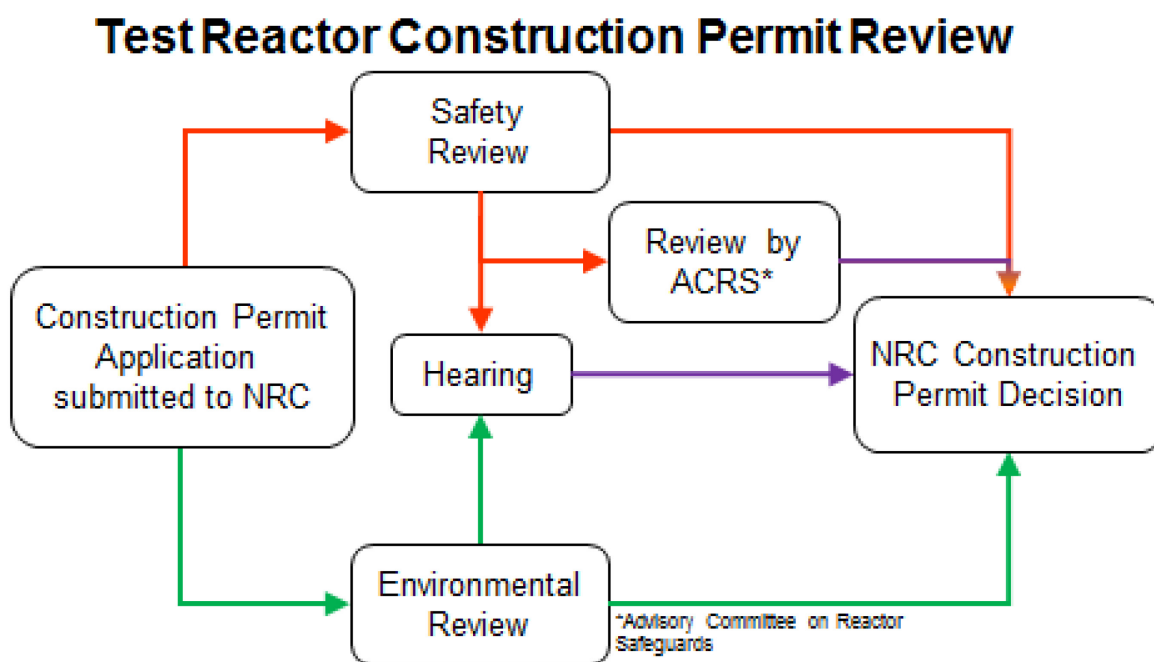 Test Reactor Construction Permit Review
Safety
Review
Review by
ACRS*
Construction Permit
Application
submitted to NRC
Hearing
NRC Construction
Permit Decision
Environmental
Review
*Advisory Committee on Reactor
Safeguards